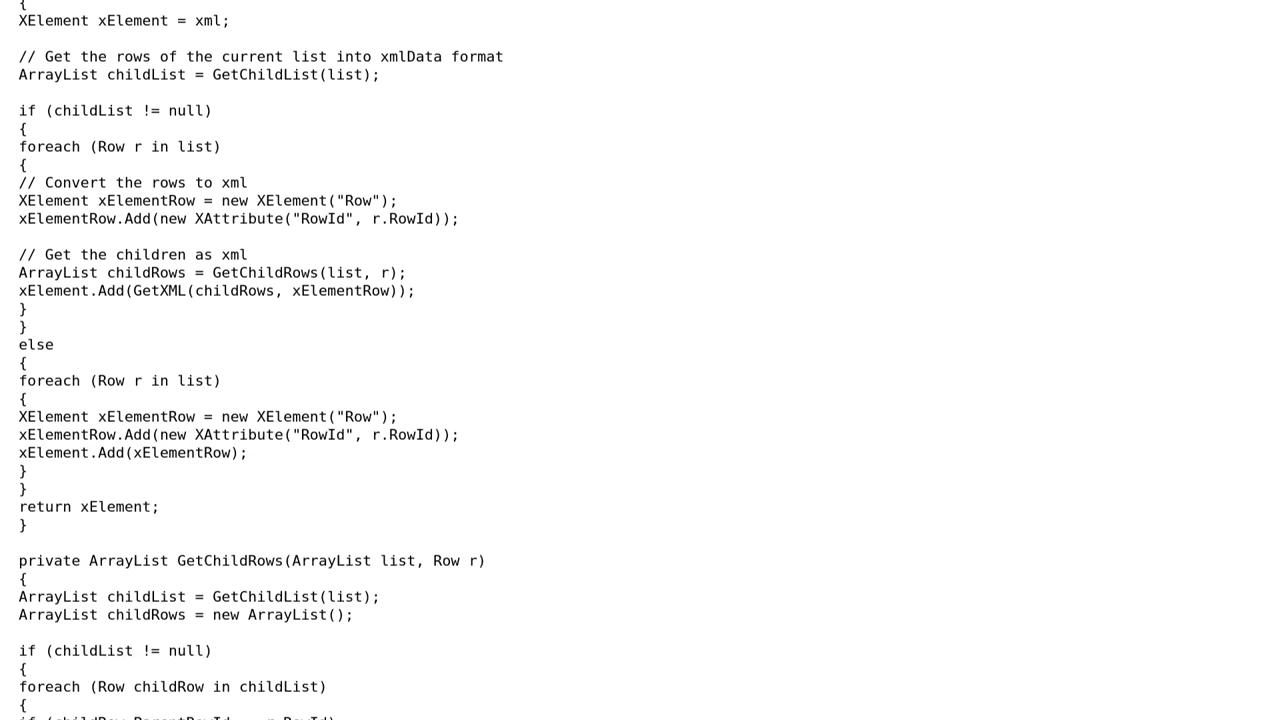 {
XElement xElement = xml;
// Get the rows of the current list into xmlData format
ArrayList childList = GetChildList(list);
if (childList != null)
{
foreach (Row r in list)
{
// Convert the rows to xml
XElement xElementRow = new XElement("Row");
xElementRow.Add(new XAttribute("RowId", r.RowId));
// Get the children as xml
ArrayList childRows = GetChildRows(list, r);
xElement.Add(GetXML(childRows, xElementRow));
}
}
else
{
foreach (Row r in list)
{
XElement xElementRow = new XElement("Row");
xElementRow.Add(new XAttribute("RowId", r.RowId));
xElement.Add(xElementRow);
}
}
return xElement;
}
private ArrayList GetChildRows(ArrayList list, Row r)
{
ArrayList childList = GetChildList(list);
ArrayList childRows = new ArrayList();
if (childList != null)
{
foreach (Row childRow in childList)
{